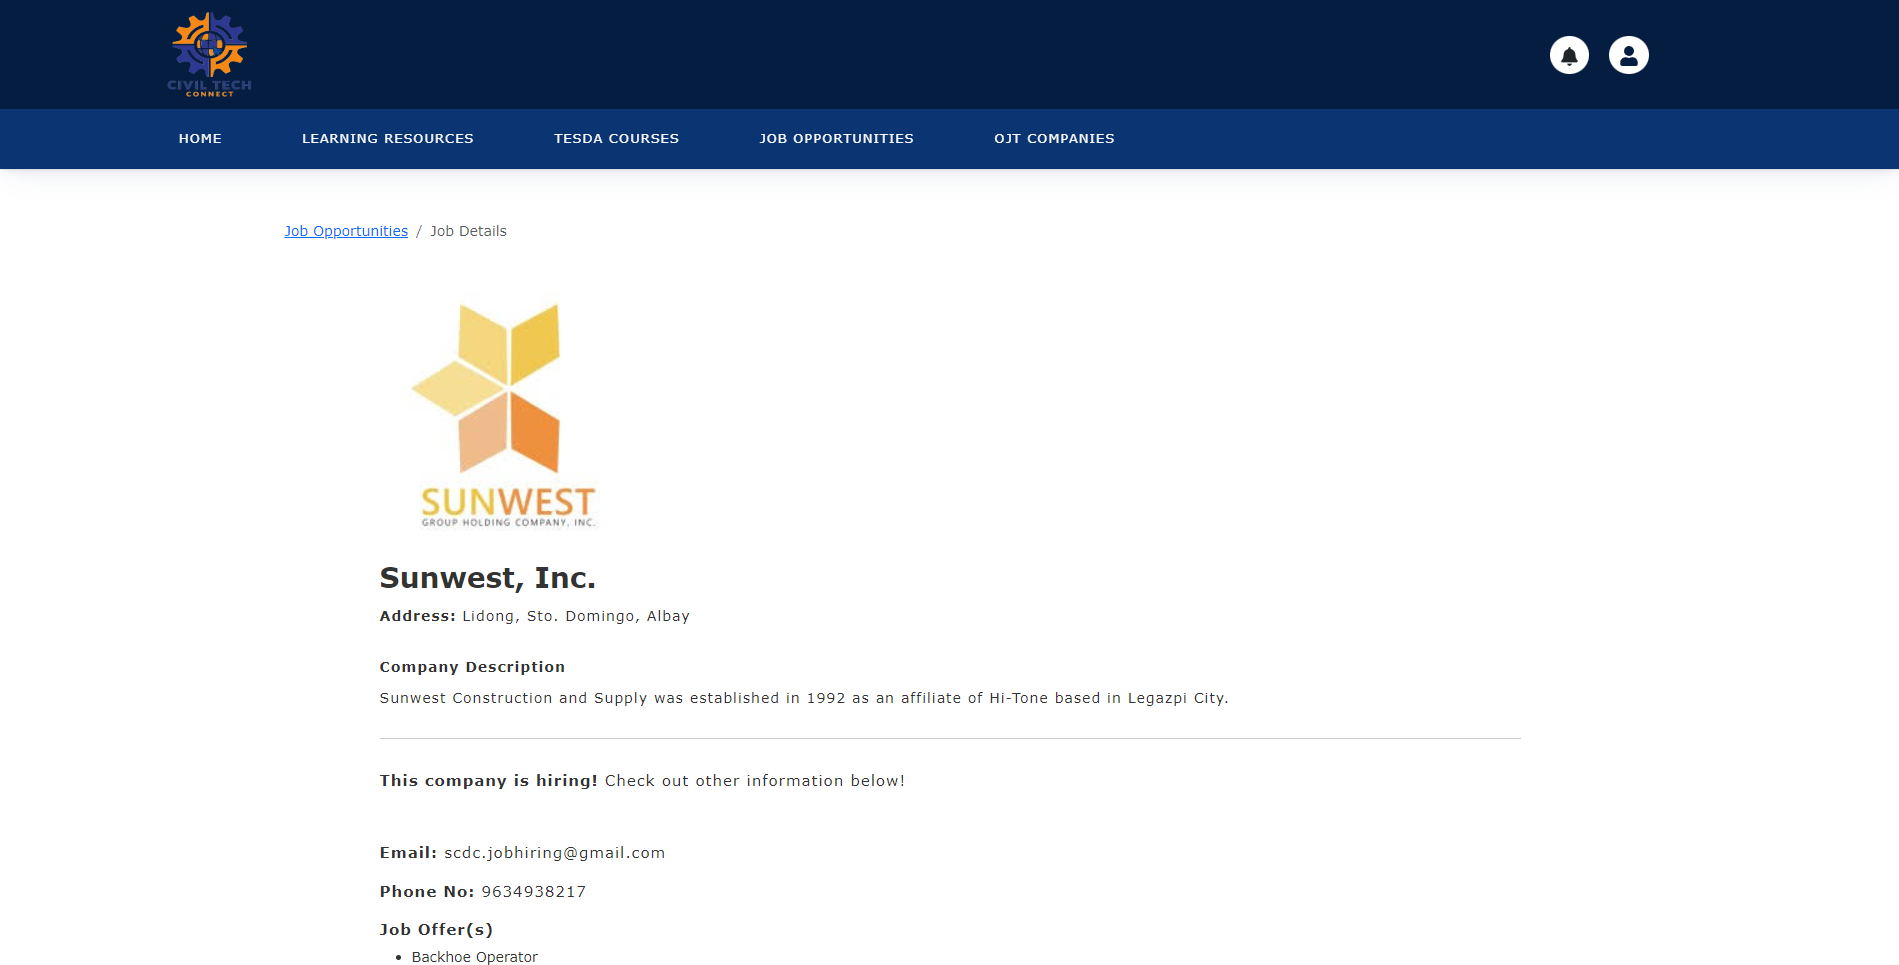 CIVIL TECH
CONNECT
HOME
LEARNING RESOURCES
TESDA COURSES
JOB OPPORTUNITIES
OJT COMPANIES
Job Opportunities / Job Details
SUNWEST
GROUP HOLDING COMPANY, INC.
Sunwest, Inc.
Address: Lidong, Sto. Domingo, Albay
Company Description
Sunwest Construction and Supply was established in 1992 as an affiliate of Hi-Tone based in Legazpi City.
This company is hiring! Check out other information below!
Email: scdc.jobhiring@gmail.com
Phone No: 9634938217
Job Offer(s)
• Backhoe Operator